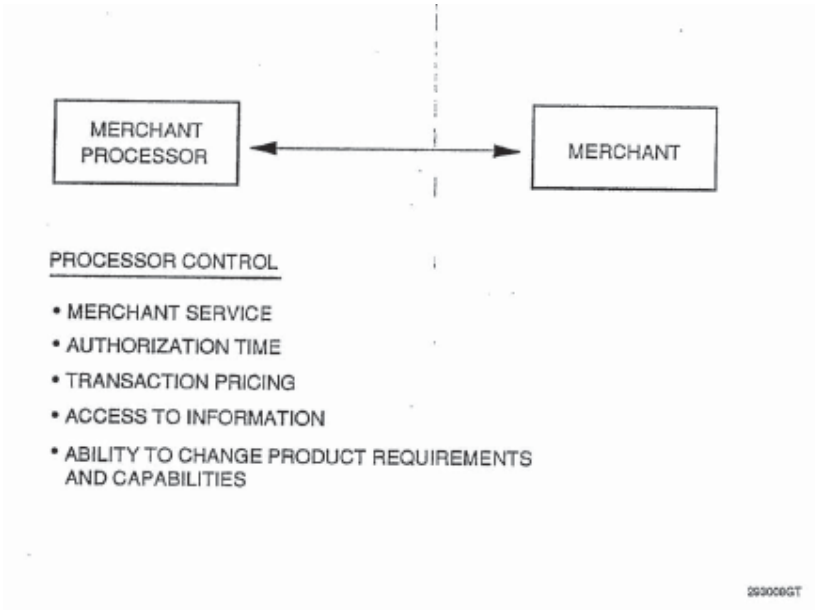 MERCHANT
PROCESSOR
MERCHANT
PROCESSOR CONTROL
• MERCHANT SERVICE
• AUTHORIZATION TIME
• TRANSACTION PRICING
• ACCESS TO INFORMATION
• ABILITY TO CHANGE PRODUCT REQUIREMENTS
AND CAPABILITIES
293009GT